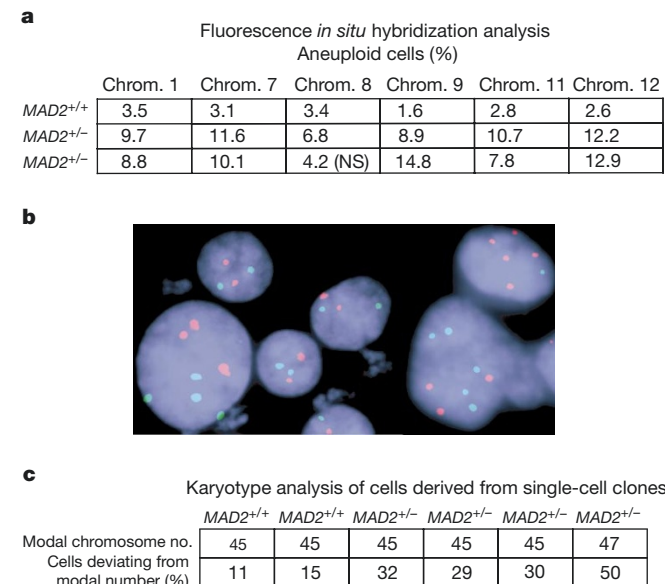 a
Fluorescence in situ hybridization analysis
Aneuploid cells (%)
Chrom. 1 Chrom. 7 Chrom. 8 Chrom. 9 Chrom. 11 Chrom. 12
MAD2+/+ 3.5 3.1 3.4 1.6 2.8 2.6
MAD2+/– 9.7 11.6 6.8 8.9 10.7 12.2
MAD2+/– 8.8 10.1 4.2 (NS) 14.8 7.8 12.9
b
c
Karyotype analysis of cells derived from single-cell clones
MAD2+/+ MAD2+/+ MAD2+/– MAD2+/– MAD2+/– MAD2+/–
Modal chromosome no. 45 45 45 45 45 47
Cells deviating from
modal number (%) 11 15 32 29 30 50